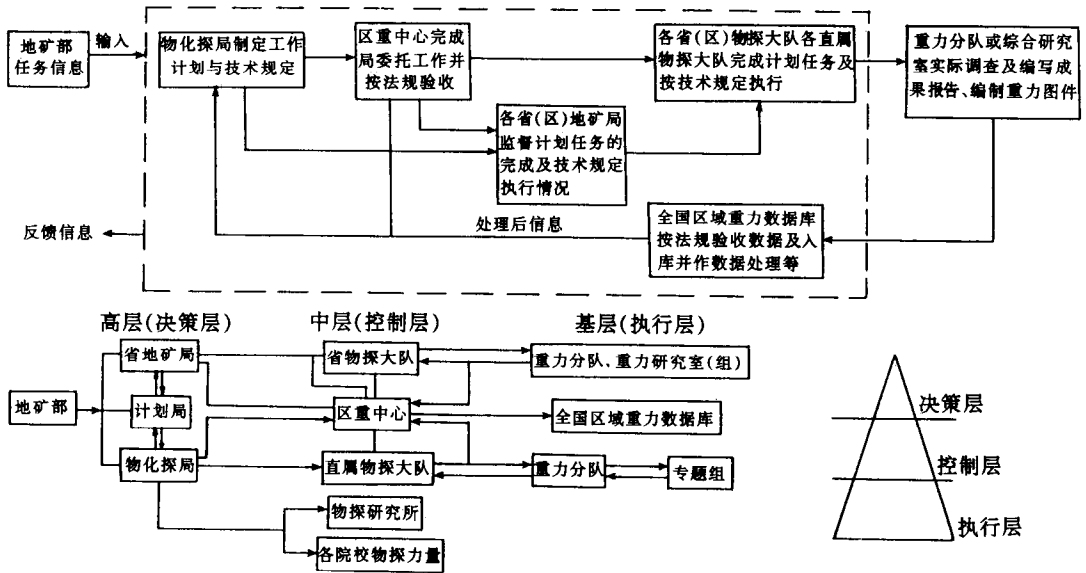 地矿部
任务信息
输入
物化探局制定工作
计划与技术规定
区重中心完成
局委托工作并
按法规验收
各省(区)物探大队各直属
物探大队完成计划任务及
按技术规定执行
重力分队或综合研究
室实际调查及编写成
果报告、编制重力图件
各省(区)地矿局
监督计划任务的
完成及技术规定
执行情况
反馈信息
处理后信息
全国区域重力数据库
按法规验收数据及入
库并作数据处理等
高层(决策层)
中层(控制层)
基层(执行层)
省地矿局
省物探大队
重力分队、重力研究室(组)
地矿部
计划局
区重中心
全国区域重力数据库
物化探局
直属物探大队
重力分队
专题组
物探研究所
各院校物探力量
决策层
控制层
执行层